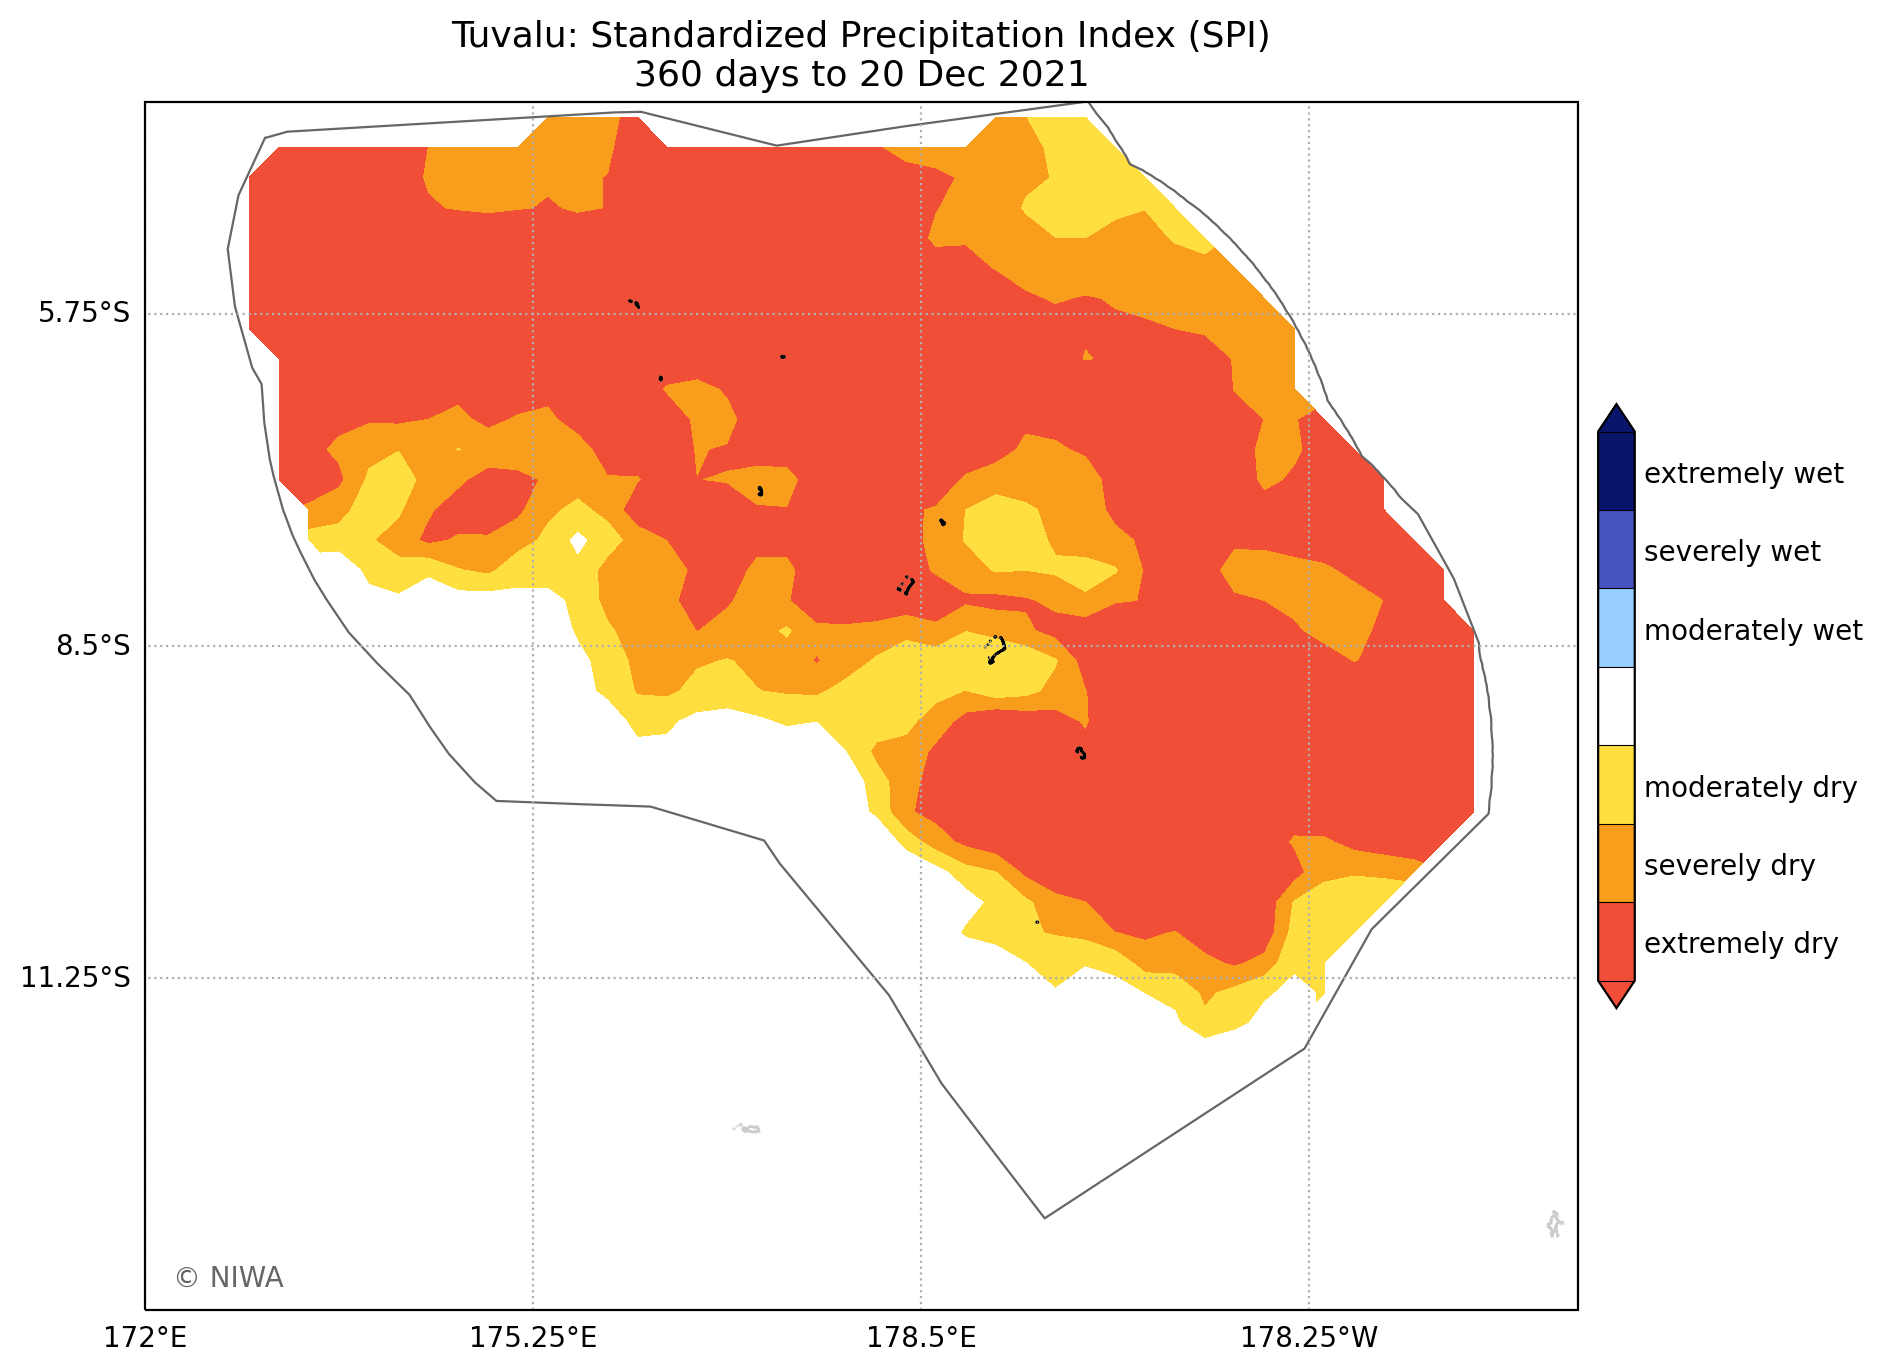 Tuvalu: Standardized Precipitation Index (SPI)
360 days to 20 Dec 2021
5.75°S
8.5°S
11.25°S
172°E
175.25°E
178.5°E
178.25°W
© NIWA
extremely wet
severely wet
moderately wet
moderately dry
severely dry
extremely dry